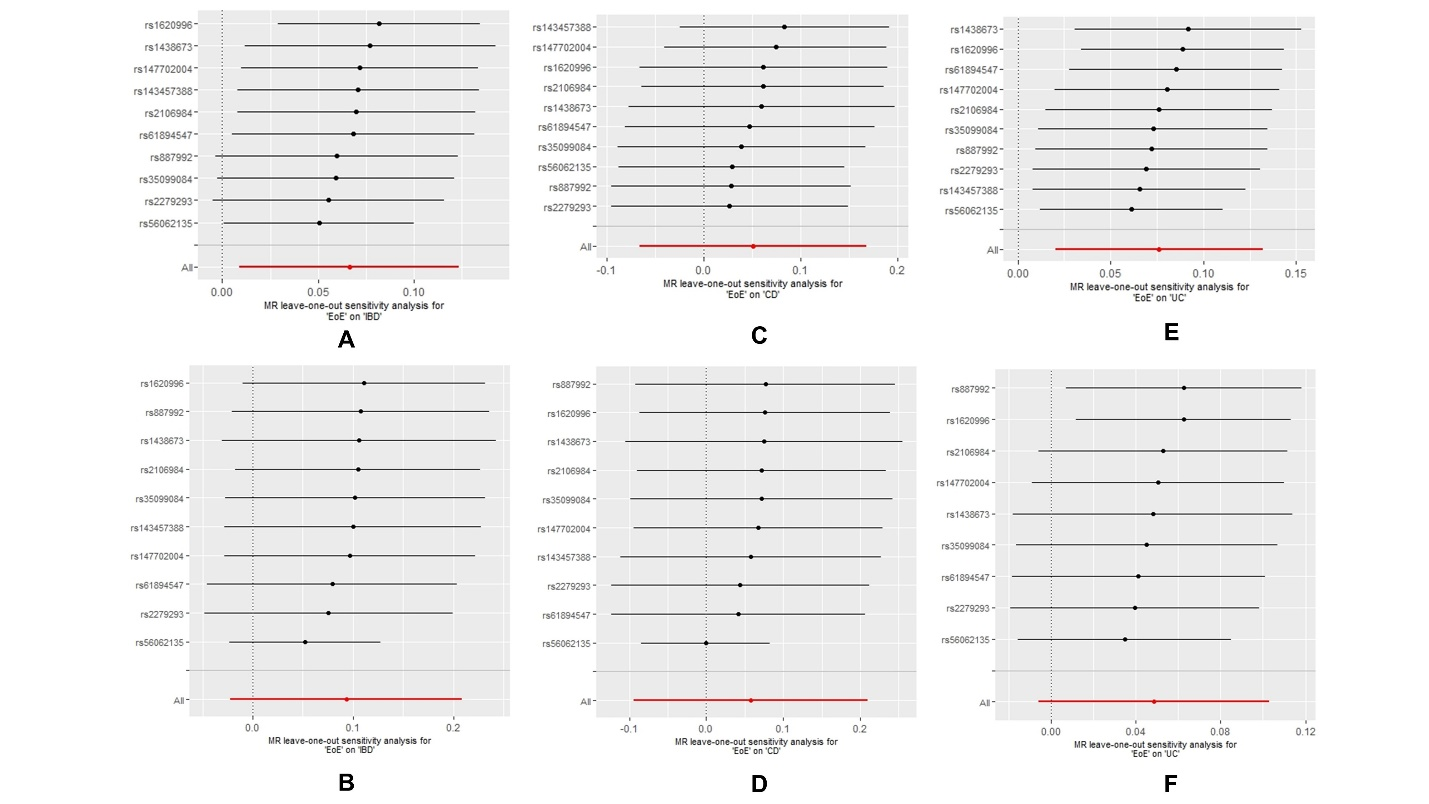 rs1620996
rs1438673
rs147702004
rs143457388
rs2106984
rs61894547
rs887992
rs35099084
rs2279293
rs56062135
All
0.00 0.05 0.10
MR leave-one-out sensitivity analysis for
'EoE' on 'IBD'
A
rs143457388
rs147702004
rs1620996
rs2106984
rs1438673
rs61894547
rs35099084
rs56062135
rs887992
rs2279293
All
-0.1 0.0 0.1 0.2
MR leave-one-out sensitivity analysis for
'EoE' on 'CD'
C
rs1438673
rs1620996
rs61894547
rs147702004
rs2106984
rs35099084
rs887992
rs2279293
rs143457388
rs56062135
All
0.00 0.05 0.10 0.15
MR leave-one-out sensitivity analysis for
'EoE' on 'UC'
E
rs1620996
rs887992
rs1438673
rs2106984
rs35099084
rs143457388
rs147702004
rs61894547
rs2279293
rs56062135
All
0.0 0.1 0.2
MR leave-one-out sensitivity analysis for
'EoE' on 'IBD'
B
rs887992
rs1620996
rs1438673
rs2106984
rs35099084
rs147702004
rs143457388
rs2279293
rs61894547
rs56062135
All
-0.1 0.0 0.1 0.2
MR leave-one-out sensitivity analysis for
'EoE' on 'CD'
D
rs887992
rs1620996
rs2106984
rs147702004
rs1438673
rs35099084
rs61894547
rs2279293
rs56062135
All
0.00 0.04 0.08 0.12
MR leave-one-out sensitivity analysis for
'EoE' on 'UC'
F